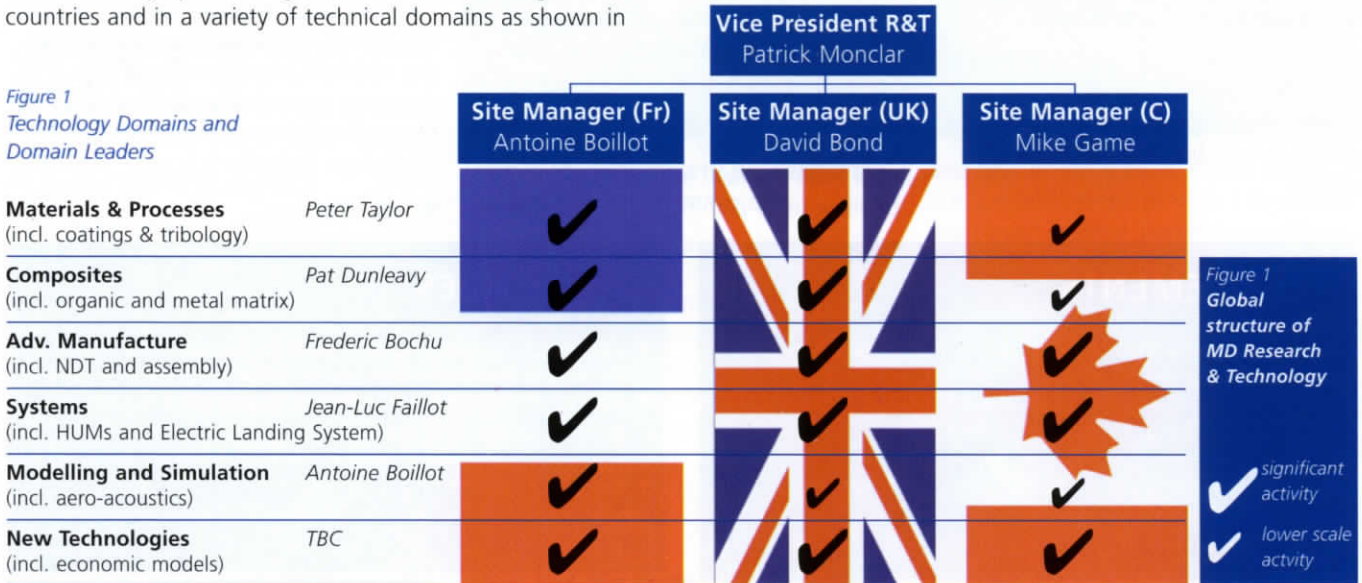 countries and in a variety of technical domains as shown in
Vice President R&T
Patrick Monclar
Figure 1
Technology Domains and
Domain Leaders
Site Manager (Fr)
Antoine Boillot
Site Manager (UK)
David Bond
Site Manager (C)
Mike Game
Materials & Processes
Peter Taylor
(incl. coatings & tribology)
Composites
Pat Dunleavy
(incl. organic and metal matrix)
Adv. Manufacture
Frederic Bochu
(incl. NDT and assembly)
Systems
Jean-Luc Faillot
(incl. HUMs and Electric Landing System)
Modelling and Simulation
Antoine Boillot
(incl. aero-acoustics)
New Technologies
TBC
(incl. economic models)
Figure 1
Global
structure of
MD Research
& Technology
significant
activity
lower scale
actvity